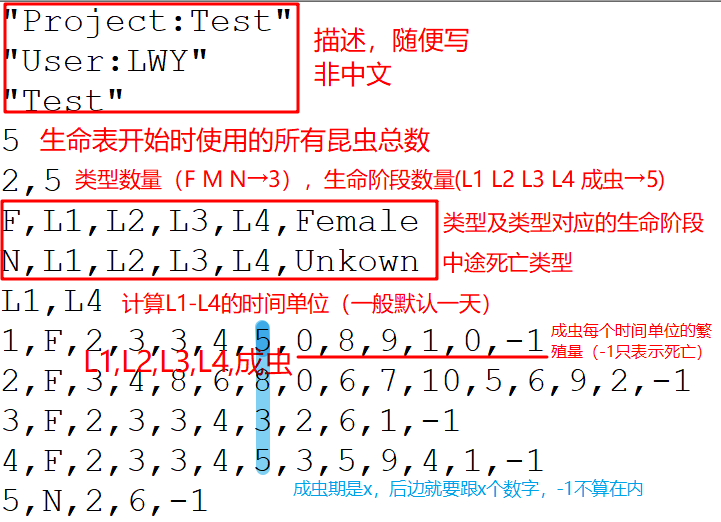 "Project:Test"
"User:LWY"
"Test"
描述，随便写
非中文
5 生命表开始时使用的所有昆虫总数
2,5 类型数量（F M N→3），生命阶段数量(L1 L2 L3 L4 成虫→5)
F,L1,L2,L3,L4,Female 类型及类型对应的生命阶段
N,L1,L2,L3,L4,Unkown 中途死亡类型
L1,L4 计算L1-L4的时间单位（一般默认一天）
1,F,2,3,3,4,5,0,8,9,1,0,-1
成虫每个时间单位的繁
殖量（-1只表示死亡）
L1,L2,L3,L4,成虫
2,F,3,4,8,6,8,0,6,7,10,5,6,9,2,-1
3,F,2,3,3,4,3,2,6,1,-1
4,F,2,3,3,4,5,3,5,9,4,1,-1
5,N,2,6,-1
成虫期是x，后边就要跟x个数字，-1不算在内